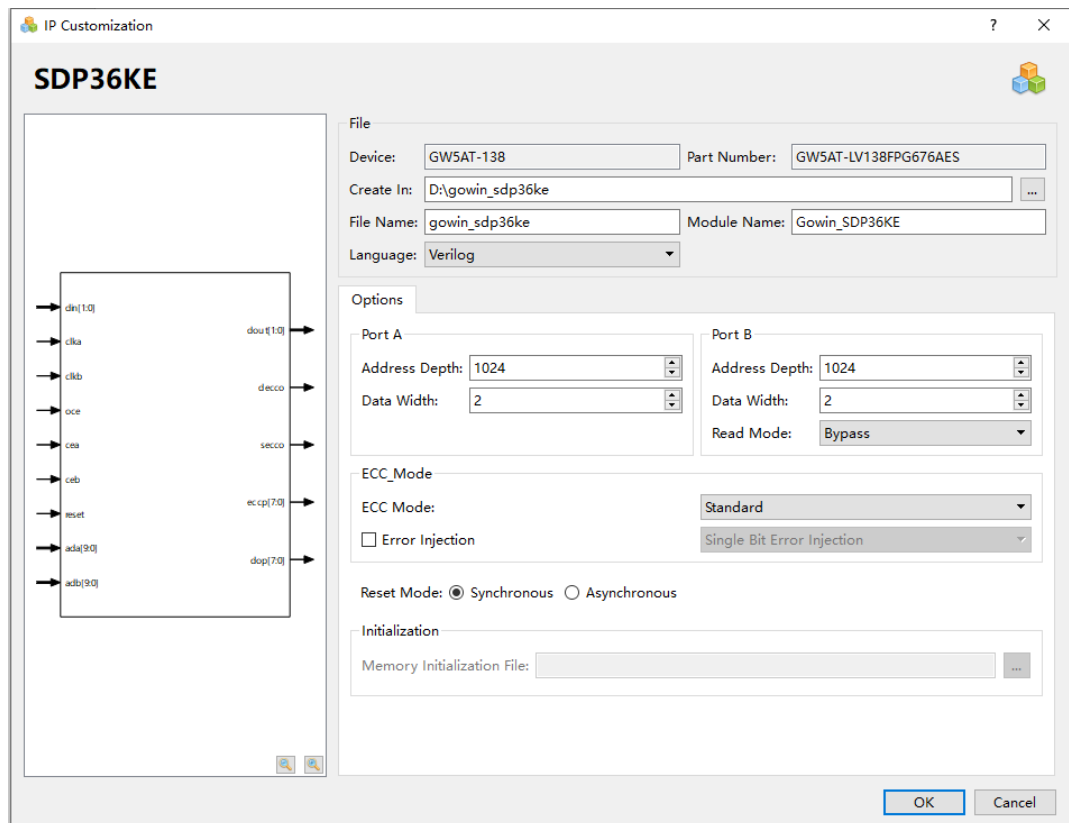 IP Customization
?
SDP36KE
din[1:0]
clka
clkb
oce
cea
ceb
reset
ada[9:0]
adb[9:0]
dout[1:0]
decco
secco
eccp[7:0]
dop[7:0]
File
Device: GW5AT-138 Part Number: GW5AT-LV138FPG676AES
Create In: D:\gowin_sdp36ke ...
File Name: gowin_sdp36ke Module Name: Gowin_SDP36KE
Language: Verilog
Options
Port A
Address Depth: 1024
Data Width: 2
Port B
Address Depth: 1024
Data Width: 2
Read Mode: Bypass
ECC_Mode
ECC Mode: Standard
Error Injection Single Bit Error Injection
Reset Mode: Synchronous Asynchronous
Initialization
Memory Initialization File: ...
OK Cancel